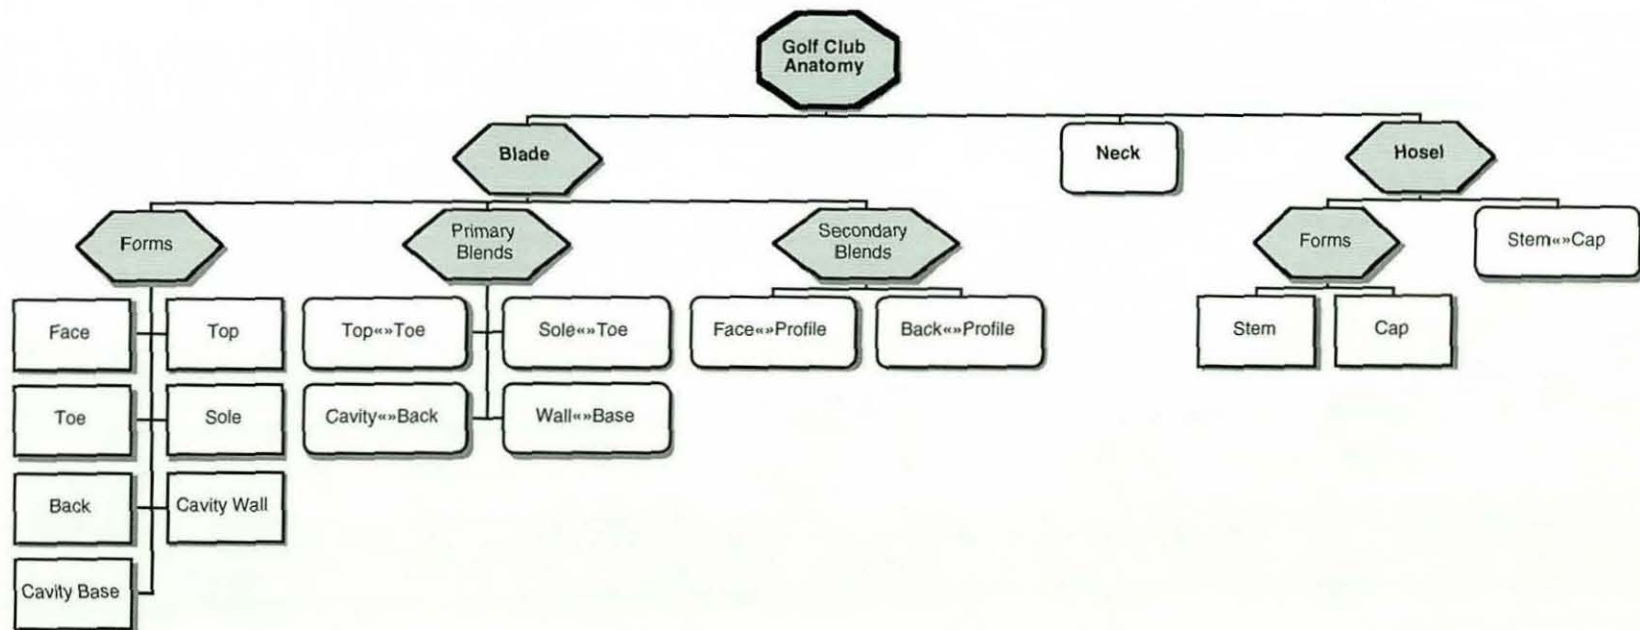 Golf Club
Anatomy
Blade
Neck
Hosel
Forms
Primary
Blends
Secondary
Blends
Forms
Stem«»Cap
Face
Top
Top«»Toe
Sole«»Toe
Face«»Profile
Back«»Profile
Stem
Cap
Toe
Sole
Cavity«»Back
Wall«»Base
Back
Cavity Wall
Cavity Base